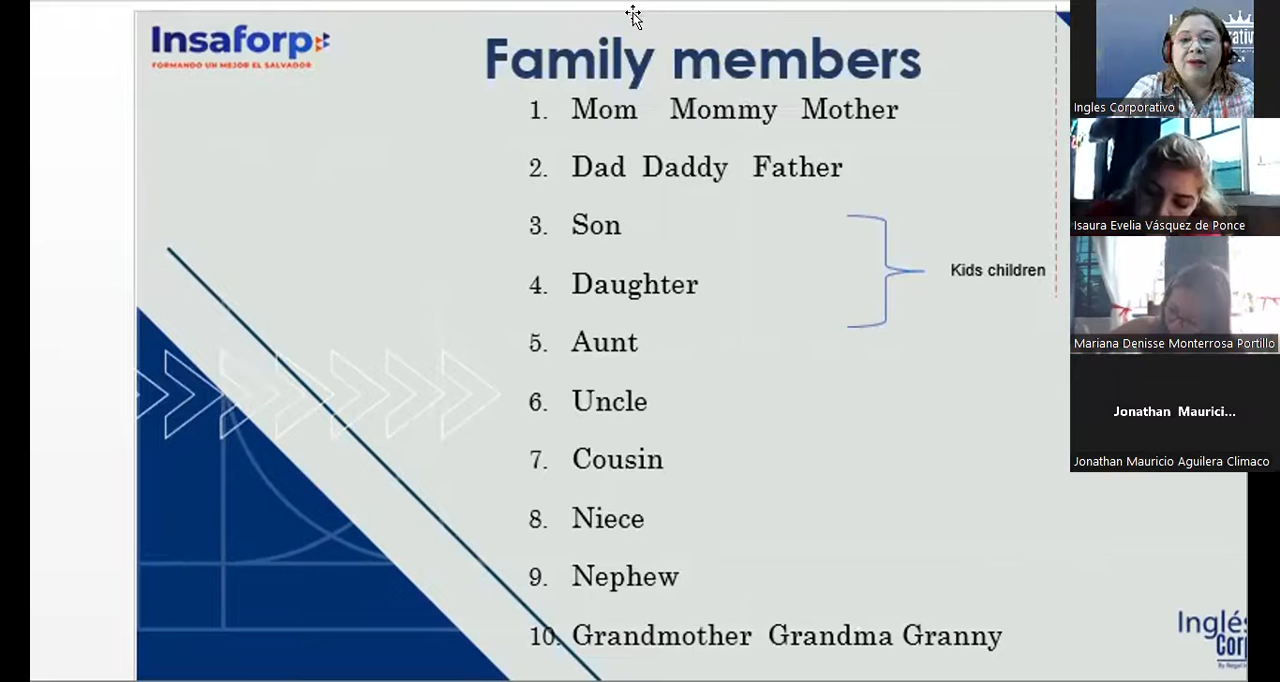 Insaforp
FORMANDO UN MEJOR EL SALVADOR
Family members
1. Mom Mommy Mother
2. Dad Daddy Father
3. Son
4. Daughter
Kids children
5. Aunt
6. Uncle
7. Cousin
8. Niece
9. Nephew
10. Grandmother Grandma Granny
Ingles Corporativo
Isaura Evelia Vásquez de Ponce
Mariana Denisse Monterrosa Portillo
Jonathan Maurici...
Jonathan Mauricio Aguilera Climaco